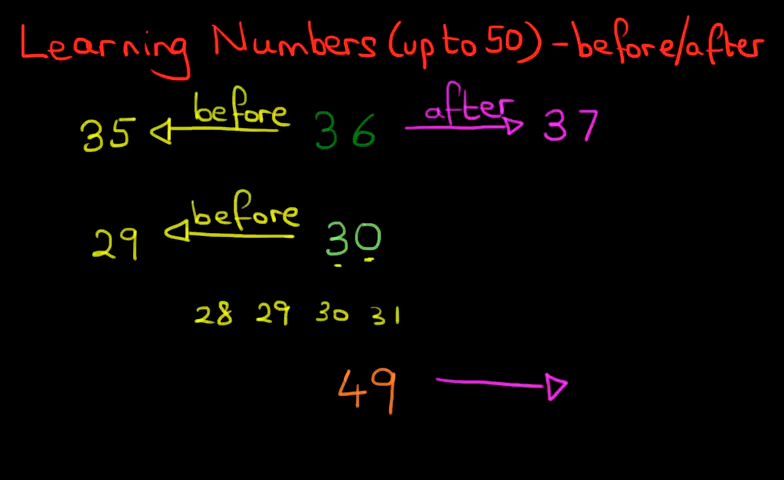 Learning Numbers (up to 50) - before/after
35 before 36 after 37
29 before 30
28 29 30 31
49